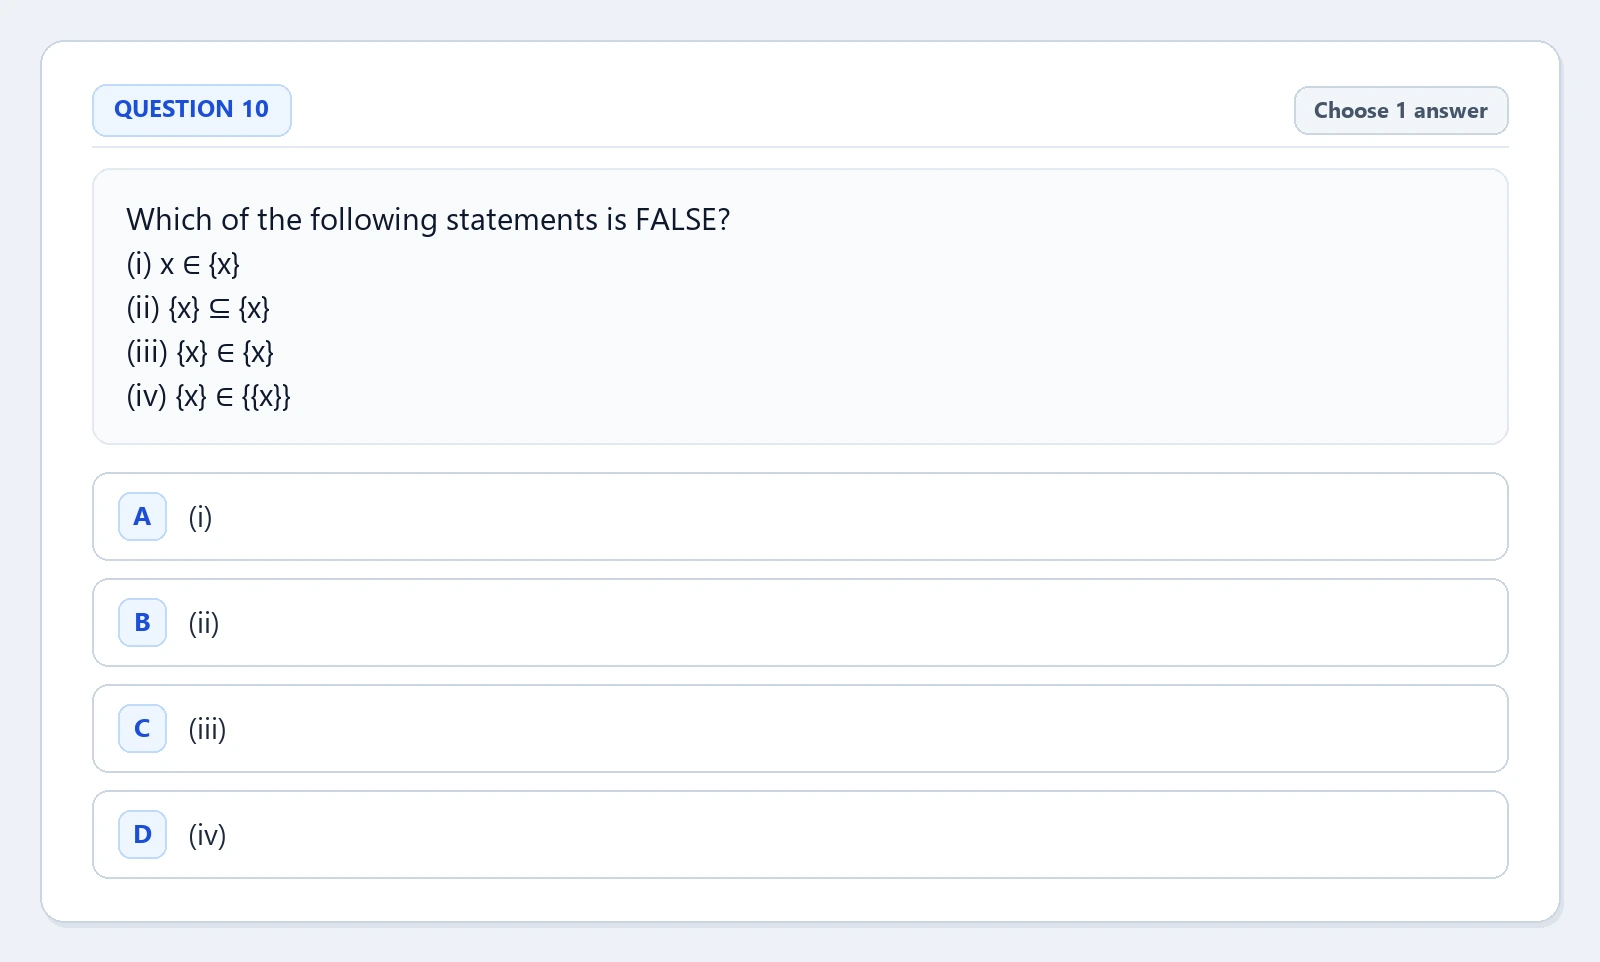 QUESTION 10
Choose 1 answer
Which of the following statements is FALSE?
(i) x ∈ {x}
(ii) {x} ⊆ {x}
(iii) {x} ∈ {x}
(iv) {x} ∈ {{x}}
A (i)
B (ii)
C (iii)
D (iv)